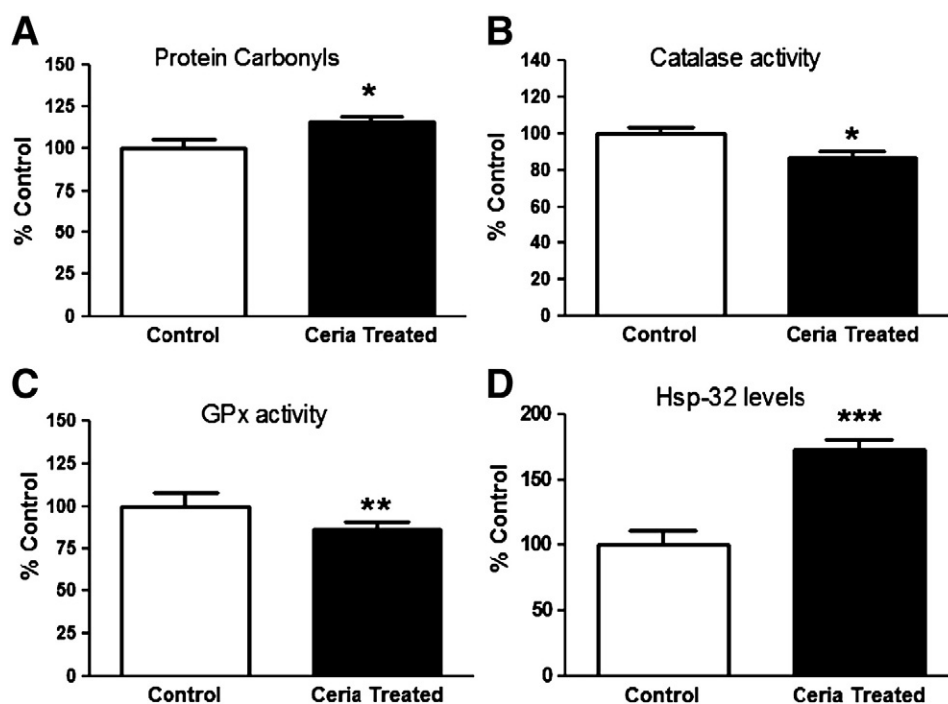 A
Protein Carbonyls
% Control
150
125
100
75
50
25
0
*
Control Ceria Treated
B
Catalase activity
% Control
140
120
100
80
60
40
20
0
*
Control Ceria Treated
C
GPx activity
% Control
150
125
100
75
50
25
0
**
Control Ceria Treated
D
Hsp-32 levels
% Control
200
150
100
50
0
***
Control Ceria Treated